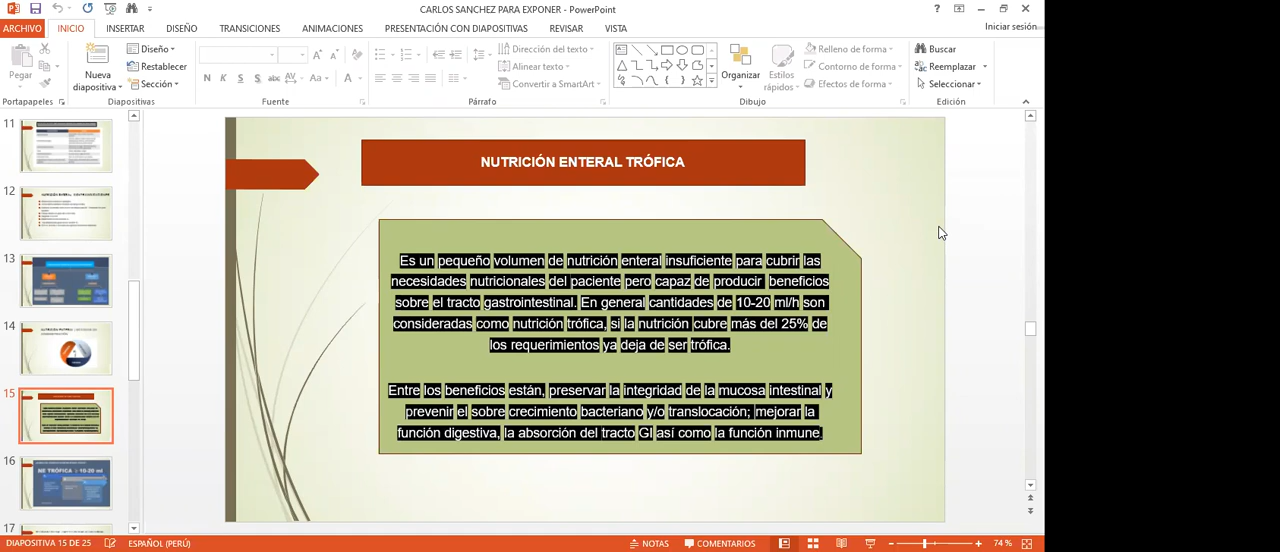 CARLOS SANCHEZ PARA EXPONER - PowerPoint
ARCHIVO INICIO INSERTAR DISEÑO TRANSICIONES ANIMACIONES PRESENTACIÓN CON DIAPOSITIVAS REVISAR VISTA
Iniciar sesión
Pegar
Nueva diapositiva
Diseño
Restablecer
Sección
N K S S abc AV Aa A
Dirección del texto
Alinear texto
Convertir a SmartArt
Organizar
Estilos rápidos
Relleno de forma
Contorno de forma
Efectos de forma
Buscar
Reemplazar
Seleccionar
Portapapeles Diapositivas Fuente Párrafo Dibujo Edición
11
12
13
14
15
16
NE TRÓFICA : 10-20 ml
17
NUTRICIÓN ENTERAL TRÓFICA
Es un pequeño volumen de nutrición enteral insuficiente para cubrir las
necesidades nutricionales del paciente pero capaz de producir beneficios
sobre el tracto gastrointestinal. En general cantidades de 10-20 ml/h son
consideradas como nutrición trófica, si la nutrición cubre más del 25% de
los requerimientos ya deja de ser trófica.
Entre los beneficios están, preservar la integridad de la mucosa intestinal y
prevenir el sobre crecimiento bacteriano y/o translocación; mejorar la
función digestiva, la absorción del tracto GI así como la función inmune.
DIAPOSITIVA 15 DE 25 ESPAÑOL (PERÚ) NOTAS COMENTARIOS 74 %